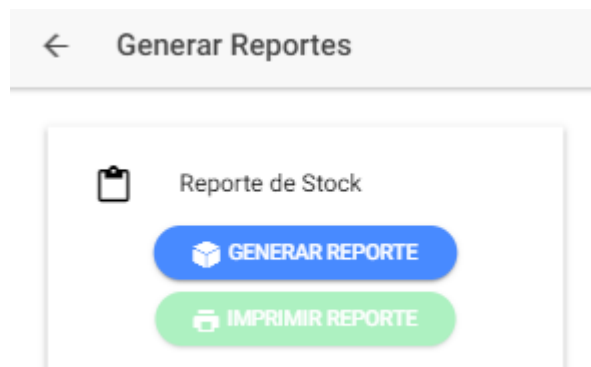 Generar Reportes
Reporte de Stock
GENERAR REPORTE
IMPRIMIR REPORTE